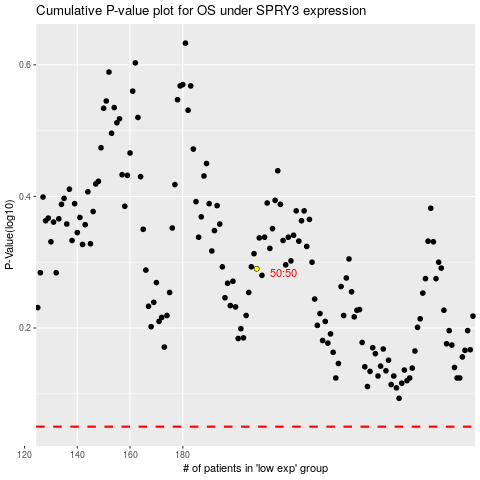 Cumulative P-value plot for OS under SPRY3 expression
P-Value(log10)
0.6
0.4
0.2
50:50
120 140 160 180
# of patients in 'low exp' group